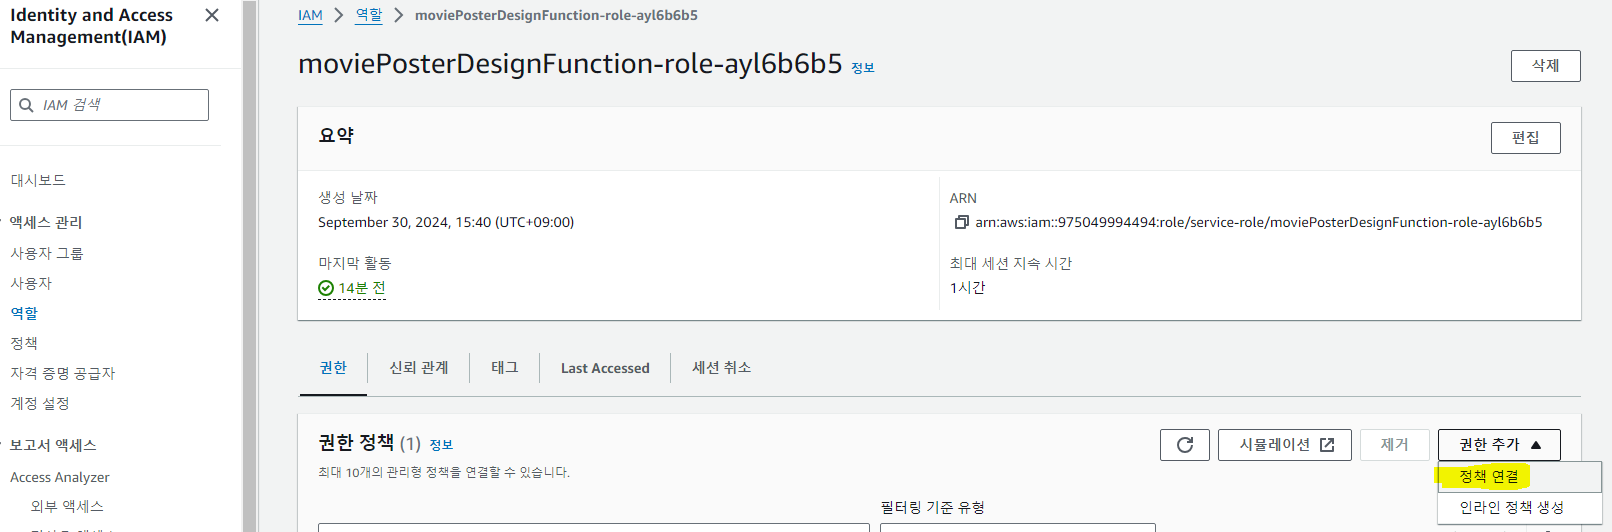 Identity and Access
Management(IAM)
IAM 검색
대시보드
액세스 관리
사용자 그룹
사용자
역할
정책
자격 증명 공급자
계정 설정
보고서 액세스
Access Analyzer
외부 액세스
IAM
역할
moviePosterDesignFunction-role-ayl6b6b5
moviePosterDesignFunction-role-ayl6b6b5 정보
삭제
요약
편집
생성 날짜
September 30, 2024, 15:40 (UTC+09:00)
ARN
arn:aws:iam::975049994494:role/service-role/moviePosterDesignFunction-role-ayl6b6b5
마지막 활동
14분 전
최대 세션 지속 시간
1시간
권한
신뢰 관계
태그
Last Accessed
세션 취소
권한 정책 (1) 정보
최대 10개의 관리형 정책을 연결할 수 있습니다.
시뮬레이션
제거
권한 추가
정책 연결
인라인 정책 생성
필터링 기준 유형